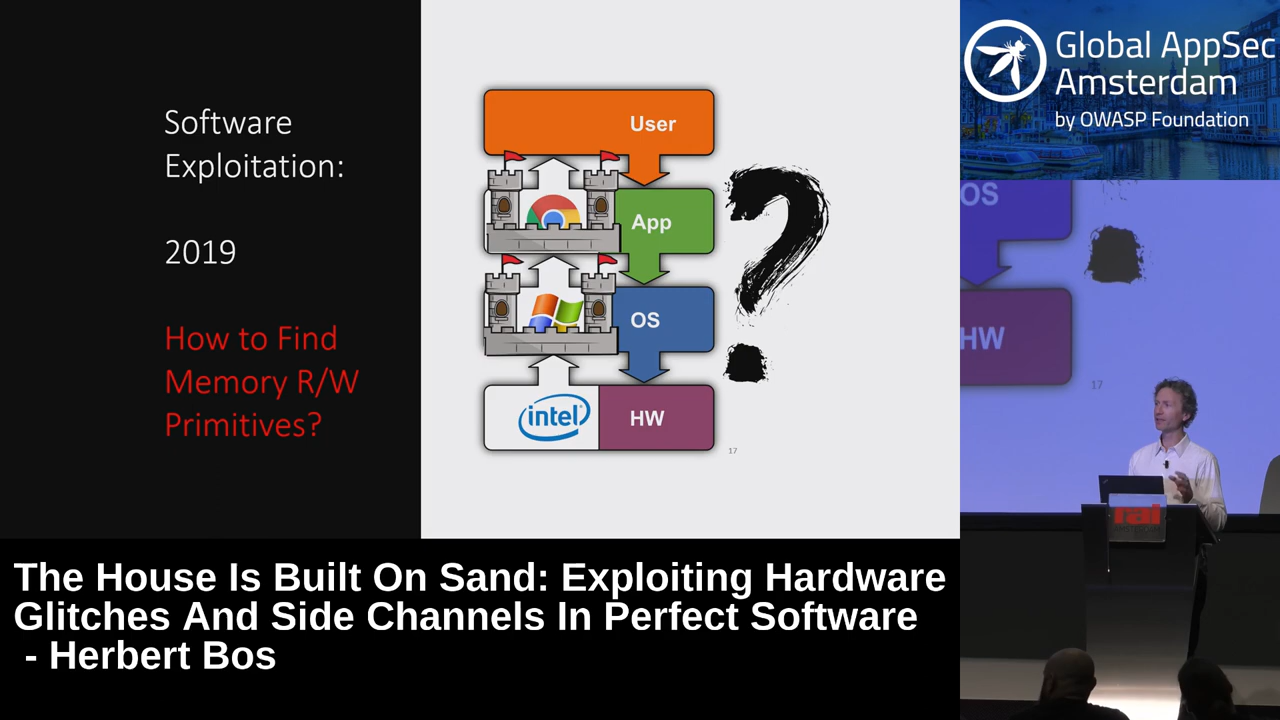 Software
Exploitation:
2019
How to Find
Memory R/W
Primitives?
User
App
OS
intel
HW
17
Global AppSec
Amsterdam
by OWASP Foundation
OS
HW
17
rai
The House Is Built On Sand: Exploiting Hardware
Glitches And Side Channels In Perfect Software
- Herbert Bos